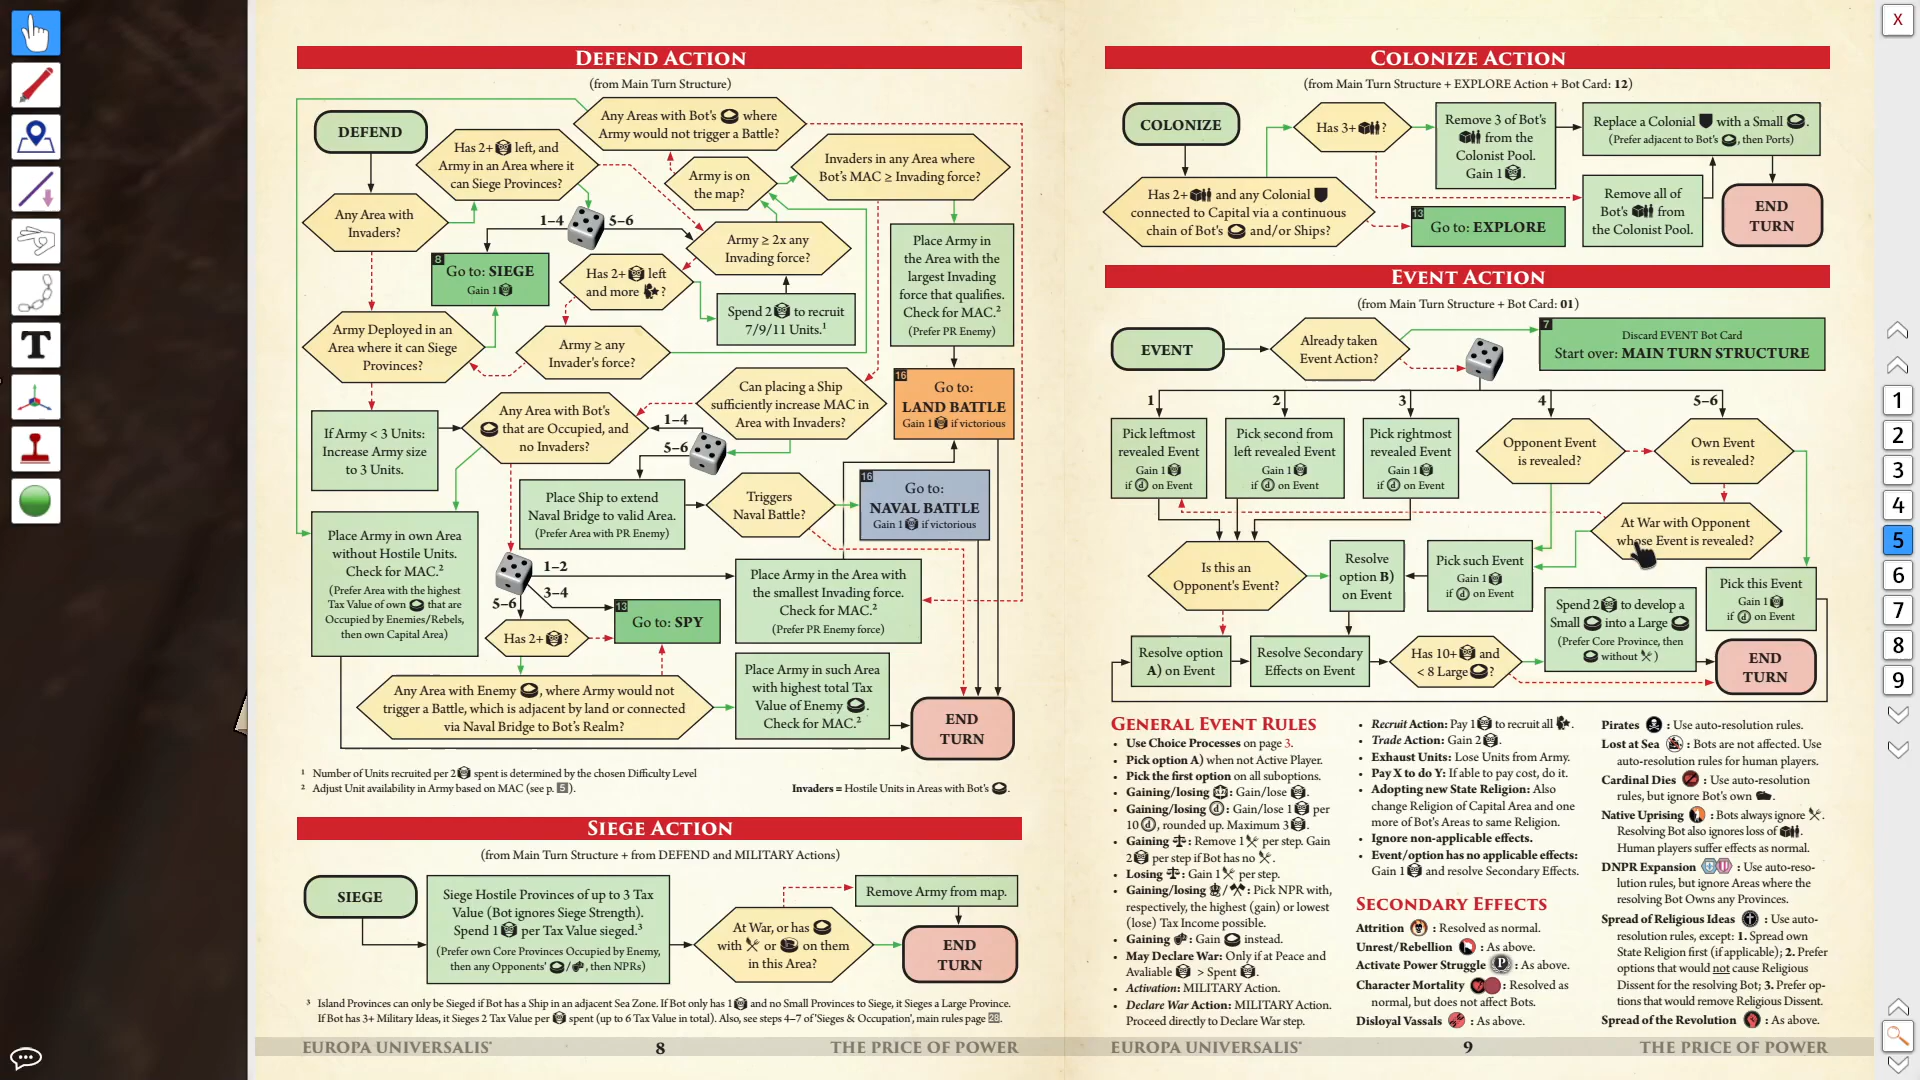 DEFEND ACTION
(from Main Turn Structure)
DEFEND
Any Areas with Bot's where
Army would not trigger a Battle?
Has 2+ left, and
Army in an Area where it
can Siege Provinces?
Army is on
the map?
Invaders in any Area where
Bot's MAC ≥ Invading force?
Any Area with
Invaders?
1–4 5–6
Army ≥ 2x any
Invading force?
Place Army in
the Area with the
largest Invading
force that qualifies.
Check for MAC.²
(Prefer PR Enemy)
8
Go to: SIEGE
Gain 1
Has 2+ left
and more ?
Spend 2 to recruit
7/9/11 Units.¹
Army Deployed in an
Area where it can Siege
Provinces?
Army ≥ any
Invader's force?
Can placing a Ship
sufficiently increase MAC in
Area with Invaders?
16
Go to:
LAND BATTLE
Gain 1 if victorious
If Army < 3 Units:
Increase Army size
to 3 Units.
Any Area with Bot's
that are Occupied, and
no Invaders?
1–4
5–6
Place Ship to extend
Naval Bridge to valid Area.
(Prefer Area with PR Enemy)
Triggers
Naval Battle?
16
Go to:
NAVAL BATTLE
Gain 1 if victorious
Place Army in own Area
without Hostile Units.
Check for MAC.²
(Prefer Area with the highest
Tax Value of own that are
Occupied by Enemies/Rebels,
then own Capital Area)
1–2
3–4
5–6
Place Army in the Area with
the smallest Invading force.
Check for MAC.²
(Prefer PR Enemy force)
13
Go to: SPY
Has 2+ ?
Any Area with Enemy , where Army would not
trigger a Battle, which is adjacent by land or connected
via Naval Bridge to Bot's Realm?
Place Army in such Area
with highest total Tax
Value of Enemy .
Check for MAC.²
END
TURN
¹ Number of Units recruited per 2 spent is determined by the chosen Difficulty Level
² Adjust Unit availability in Army based on MAC (see p. 5).
Invaders = Hostile Units in Areas with Bot's .
SIEGE ACTION
(from Main Turn Structure + from DEFEND and MILITARY Actions)
SIEGE
Siege Hostile Provinces of up to 3 Tax
Value (Bot ignores Siege Strength).
Spend 1 per Tax Value sieged.³
(Prefer own Core Provinces Occupied by Enemy,
then any Opponents' / , then NPRs)
At War, or has
with or on them
in this Area?
Remove Army from map.
END
TURN
³ Island Provinces can only be Sieged if Bot has a Ship in an adjacent Sea Zone. If Bot only has 1 and no Small Provinces to Siege, it Sieges a Large Province.
If Bot has 3+ Military Ideas, it Sieges 2 Tax Value per spent (up to 6 Tax Value in total). Also, see steps 4–7 of 'Sieges & Occupation', main rules page 28.
EUROPA UNIVERSALIS 8 THE PRICE OF POWER
COLONIZE ACTION
(from Main Turn Structure + EXPLORE Action + Bot Card: 12)
COLONIZE
Has 3+ ?
Remove 3 of Bot's
from the
Colonist Pool.
Gain 1 .
Replace a Colonial with a Small .
(Prefer adjacent to Bot's , then Ports)
Has 2+ and any Colonial
connected to Capital via a continuous
chain of Bot's and/or Ships?
13
Go to: EXPLORE
Remove all of
Bot's from
the Colonist Pool.
END
TURN
EVENT ACTION
(from Main Turn Structure + Bot Card: 01)
EVENT
Already taken
Event Action?
7
Discard EVENT Bot Card
Start over: MAIN TURN STRUCTURE
1 2 3 4 5–6
Pick leftmost
revealed Event
Gain 1
if d on Event
Pick second from
left revealed Event
Gain 1
if d on Event
Pick rightmost
revealed Event
Gain 1
if d on Event
Opponent Event
is revealed?
Own Event
is revealed?
At War with Opponent
whose Event is revealed?
Is this an
Opponent's Event?
Resolve
option B)
on Event
Pick such Event
Gain 1
if d on Event
Pick this Event
Gain 1
if d on Event
Spend 2 to develop a
Small into a Large
(Prefer Core Province, then
without )
Resolve option
A) on Event
Resolve Secondary
Effects on Event
Has 10+ and
< 8 Large ?
END
TURN
GENERAL EVENT RULES
• Use Choice Processes on page 3.
• Pick option A) when not Active Player.
• Pick the first option on all suboptions.
• Gaining/losing : Gain/lose .
• Gaining/losing d : Gain/lose 1 per
10 d , rounded up. Maximum 3 .
• Gaining : Remove 1 per step. Gain
2 per step if Bot has no .
• Losing : Gain 1 per step.
• Gaining/losing / : Pick NPR with,
respectively, the highest (gain) or lowest
(lose) Tax Income possible.
• Gaining : Gain instead.
• May Declare War: Only if at Peace and
Avaliable > Spent .
• Activation: MILITARY Action.
• Declare War Action: MILITARY Action.
Proceed directly to Declare War step.
• Recruit Action: Pay 1 to recruit all .
• Trade Action: Gain 2 .
• Exhaust Units: Lose Units from Army.
• Pay X to do Y: If able to pay cost, do it.
• Adopting new State Religion: Also
change Religion of Capital Area and one
more of Bot's Areas to same Religion.
• Ignore non-applicable effects.
• Event/option has no applicable effects:
Gain 1 and resolve Secondary Effects.
SECONDARY EFFECTS
Attrition : Resolved as normal.
Unrest/Rebellion : As above.
Activate Power Struggle P : As above.
Character Mortality : Resolved as
normal, but does not affect Bots.
Disloyal Vassals : As above.
Pirates : Use auto-resolution rules.
Lost at Sea : Bots are not affected. Use
auto-resolution rules for human players.
Cardinal Dies : Use auto-resolution
rules, but ignore Bot's own .
Native Uprising : Bots always ignore .
Resolving Bot also ignores loss of .
Human players suffer effects as normal.
DNPR Expansion : Use auto-reso-
lution rules, but ignore Areas where the
resolving Bot Owns any Provinces.
Spread of Religious Ideas : Use auto-
resolution rules, except: 1. Spread own
State Religion first (if applicable); 2. Prefer
options that would not cause Religious
Dissent for the resolving Bot; 3. Prefer op-
tions that would remove Religious Dissent.
Spread of the Revolution : As above.
EUROPA UNIVERSALIS 9 THE PRICE OF POWER
T
X
1
2
3
4
5
6
7
8
9